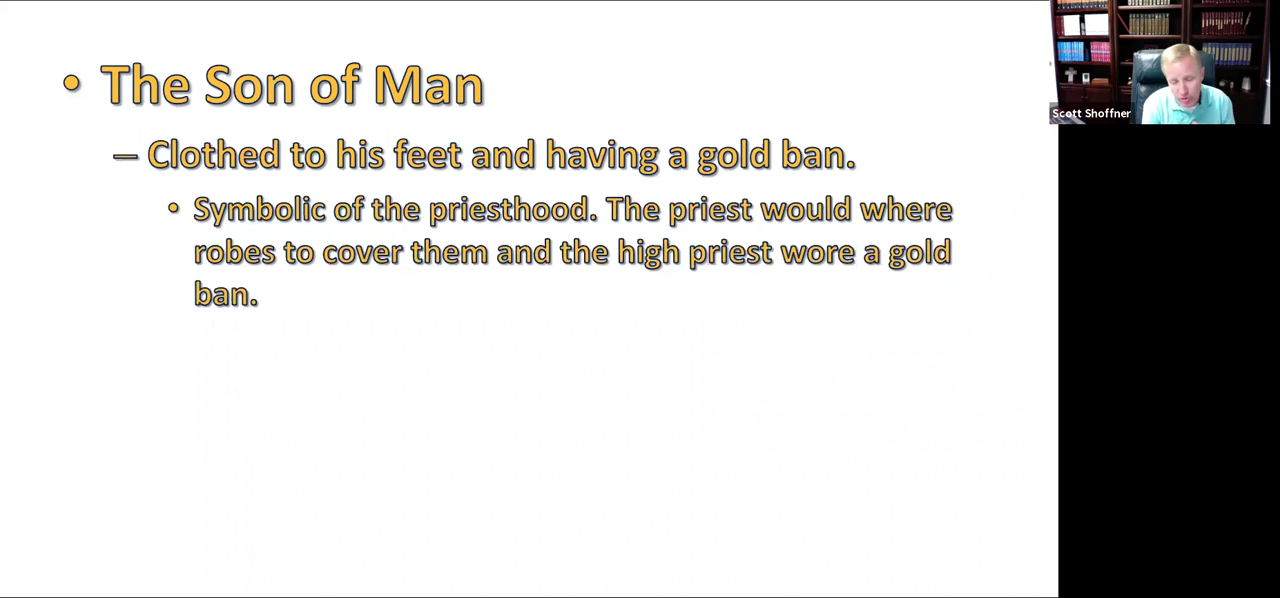 • The Son of Man
– Clothed to his feet and having a gold ban.
• Symbolic of the priesthood. The priest would where
robes to cover them and the high priest wore a gold
ban.
Scott Shoffner